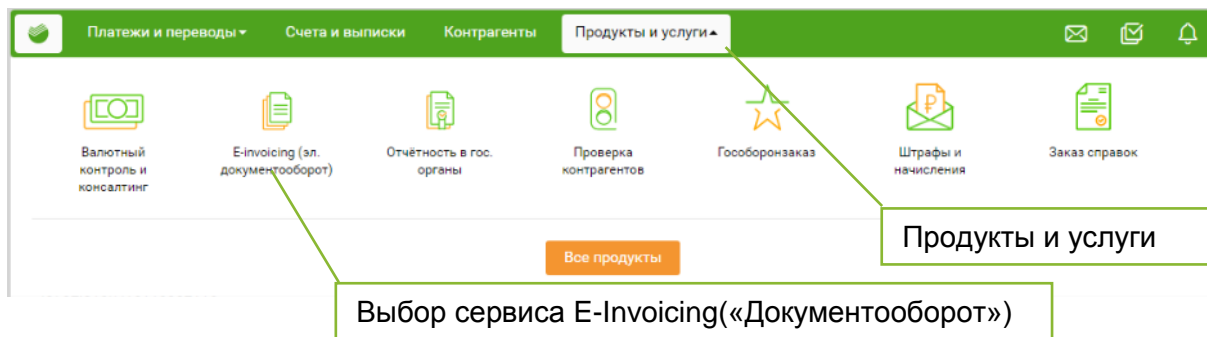 Платежи и переводы Счета и выписки Контрагенты Продукты и услуги
Валютный контроль и консалтинг
E-invoicing (эл. документооборот)
Отчётность в гос. органы
Проверка контрагентов
Гособоронзаказ
Штрафы и начисления
Заказ справок
Продукты и услуги
Все продукты
Выбор сервиса E-Invoicing(«Документооборот»)